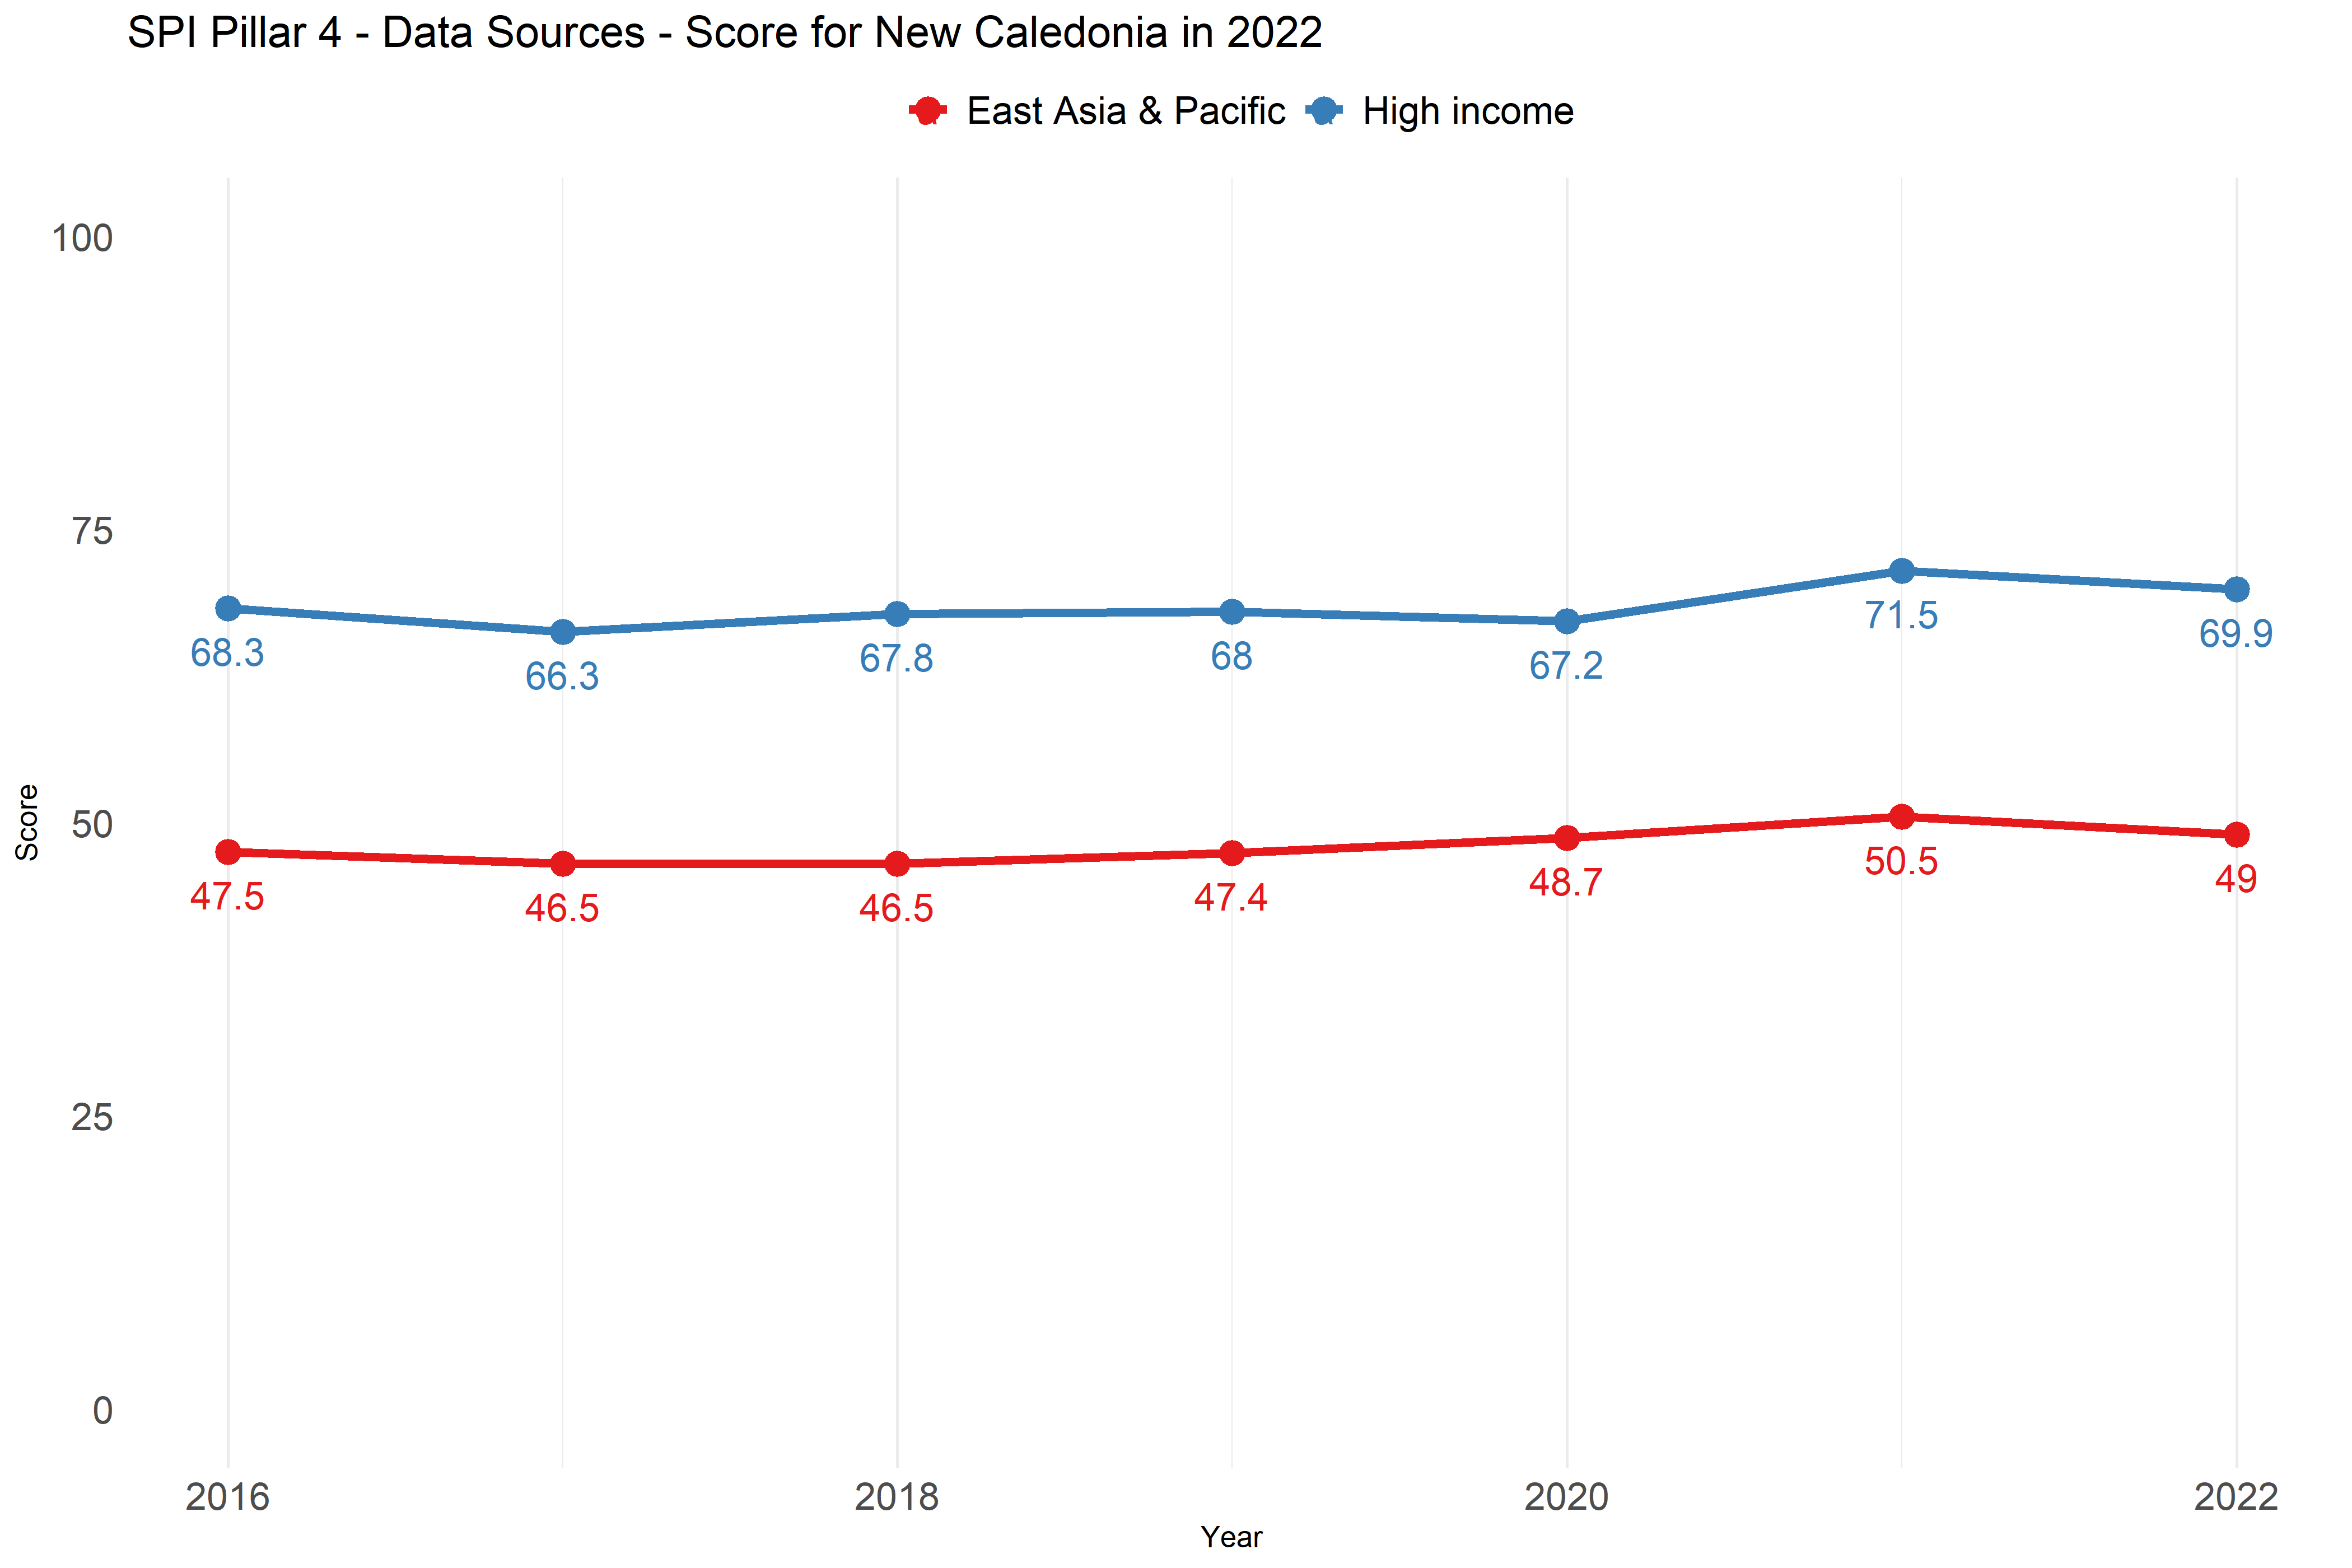 SPI Pillar 4 - Data Sources - Score for New Caledonia in 2022
East Asia & Pacific High income
100
75
50
25
0
Score
68.3 66.3 67.8 68 67.2 71.5 69.9
47.5 46.5 46.5 47.4 48.7 50.5 49
2016 2018 2020 2022
Year